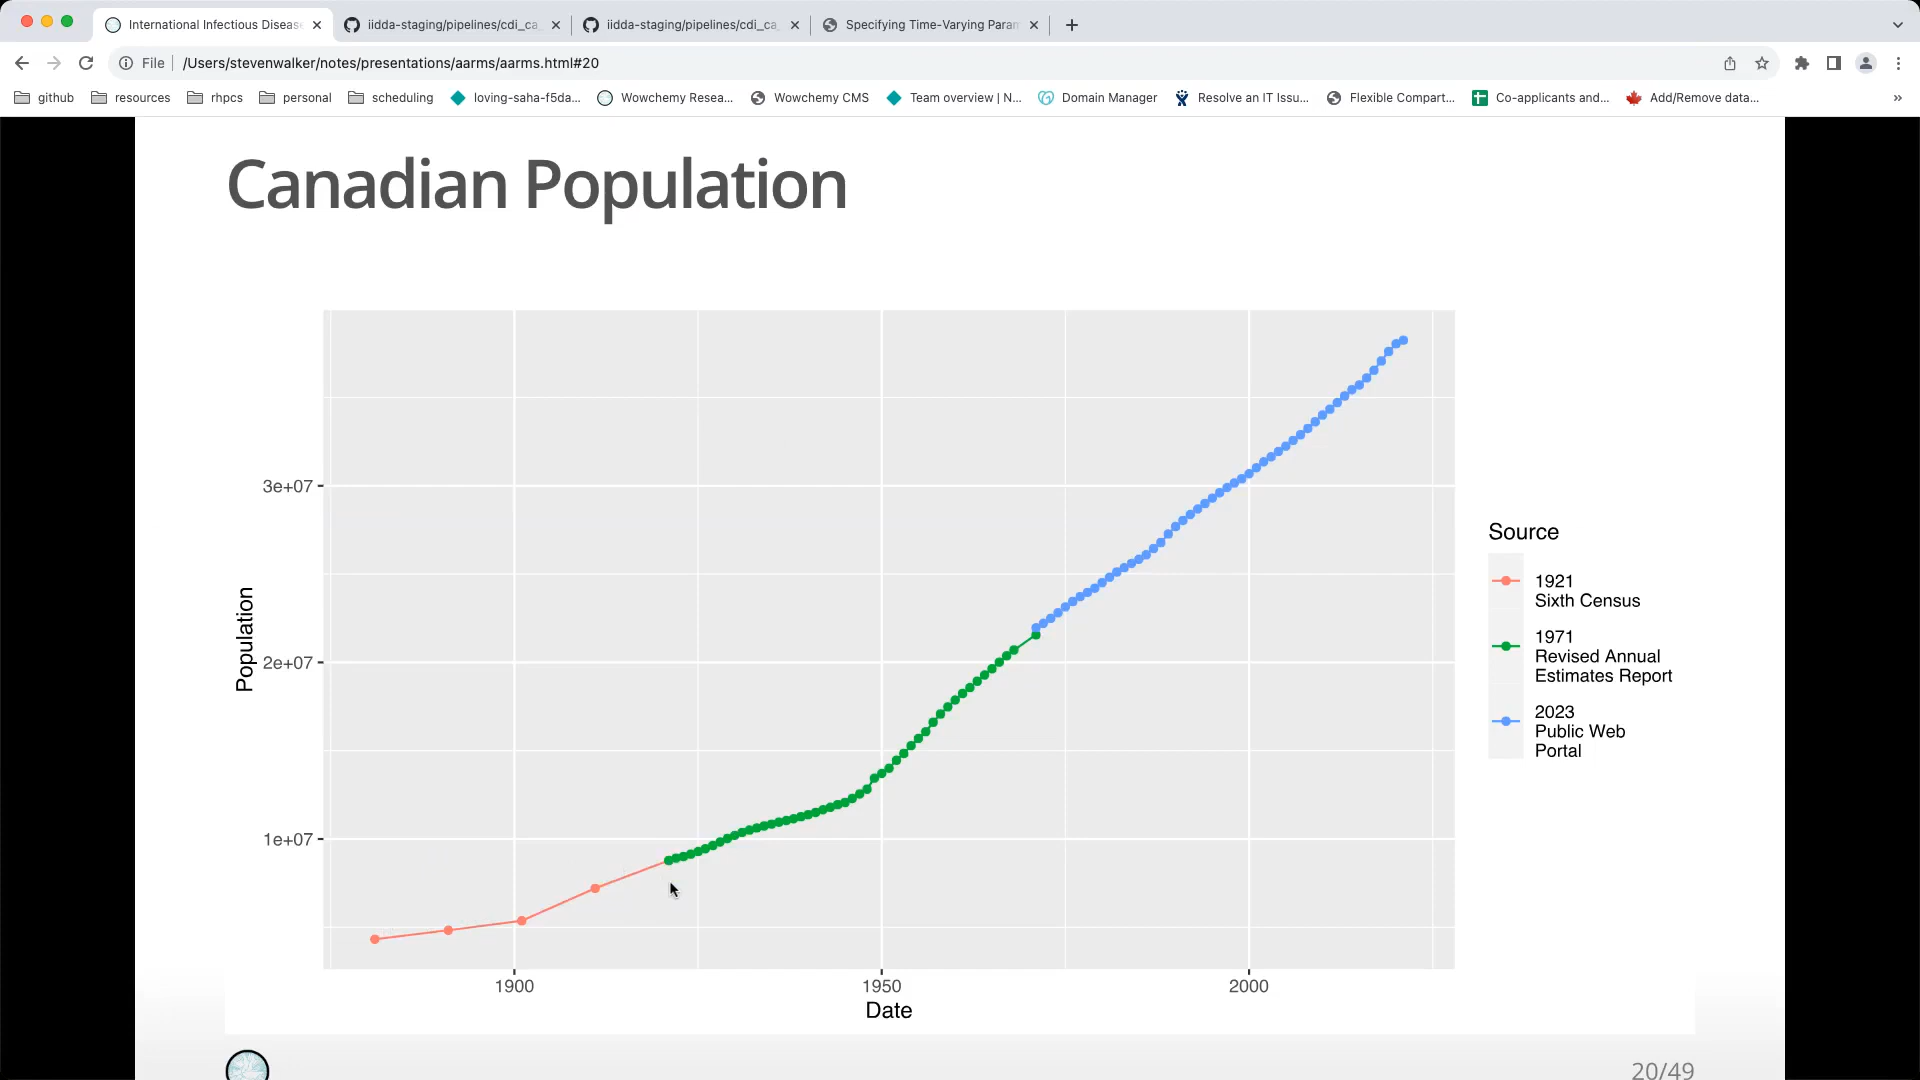 International Infectious Diseas
iidda-staging/pipelines/cdi_ca
iidda-staging/pipelines/cdi_ca
Specifying Time-Varying Param
File
/Users/stevenwalker/notes/presentations/aarms/aarms.html#20
github
resources
rhpcs
personal
scheduling
loving-saha-f5da...
Wowchemy Resea...
Wowchemy CMS
Team overview | N...
Domain Manager
Resolve an IT Issu...
Flexible Compart...
Co-applicants and...
Add/Remove data...
Canadian Population
3e+07
2e+07
1e+07
Population
1900
1950
2000
Date
Source
1921
Sixth Census
1971
Revised Annual
Estimates Report
2023
Public Web
Portal
20/49